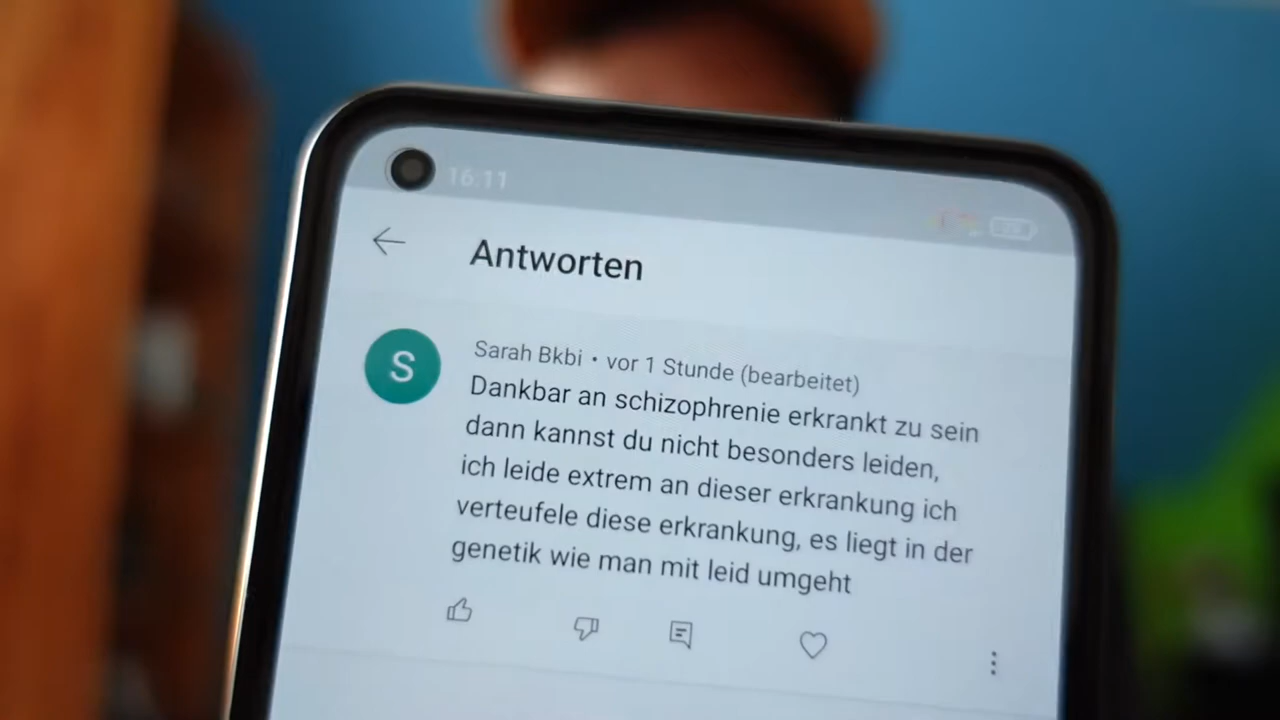 16:11
Antworten
S
Sarah Bkbi • vor 1 Stunde (bearbeitet)
Dankbar an schizophrenie erkrankt zu sein
dann kannst du nicht besonders leiden,
ich leide extrem an dieser erkrankung ich
verteufele diese erkrankung, es liegt in der
genetik wie man mit leid umgeht